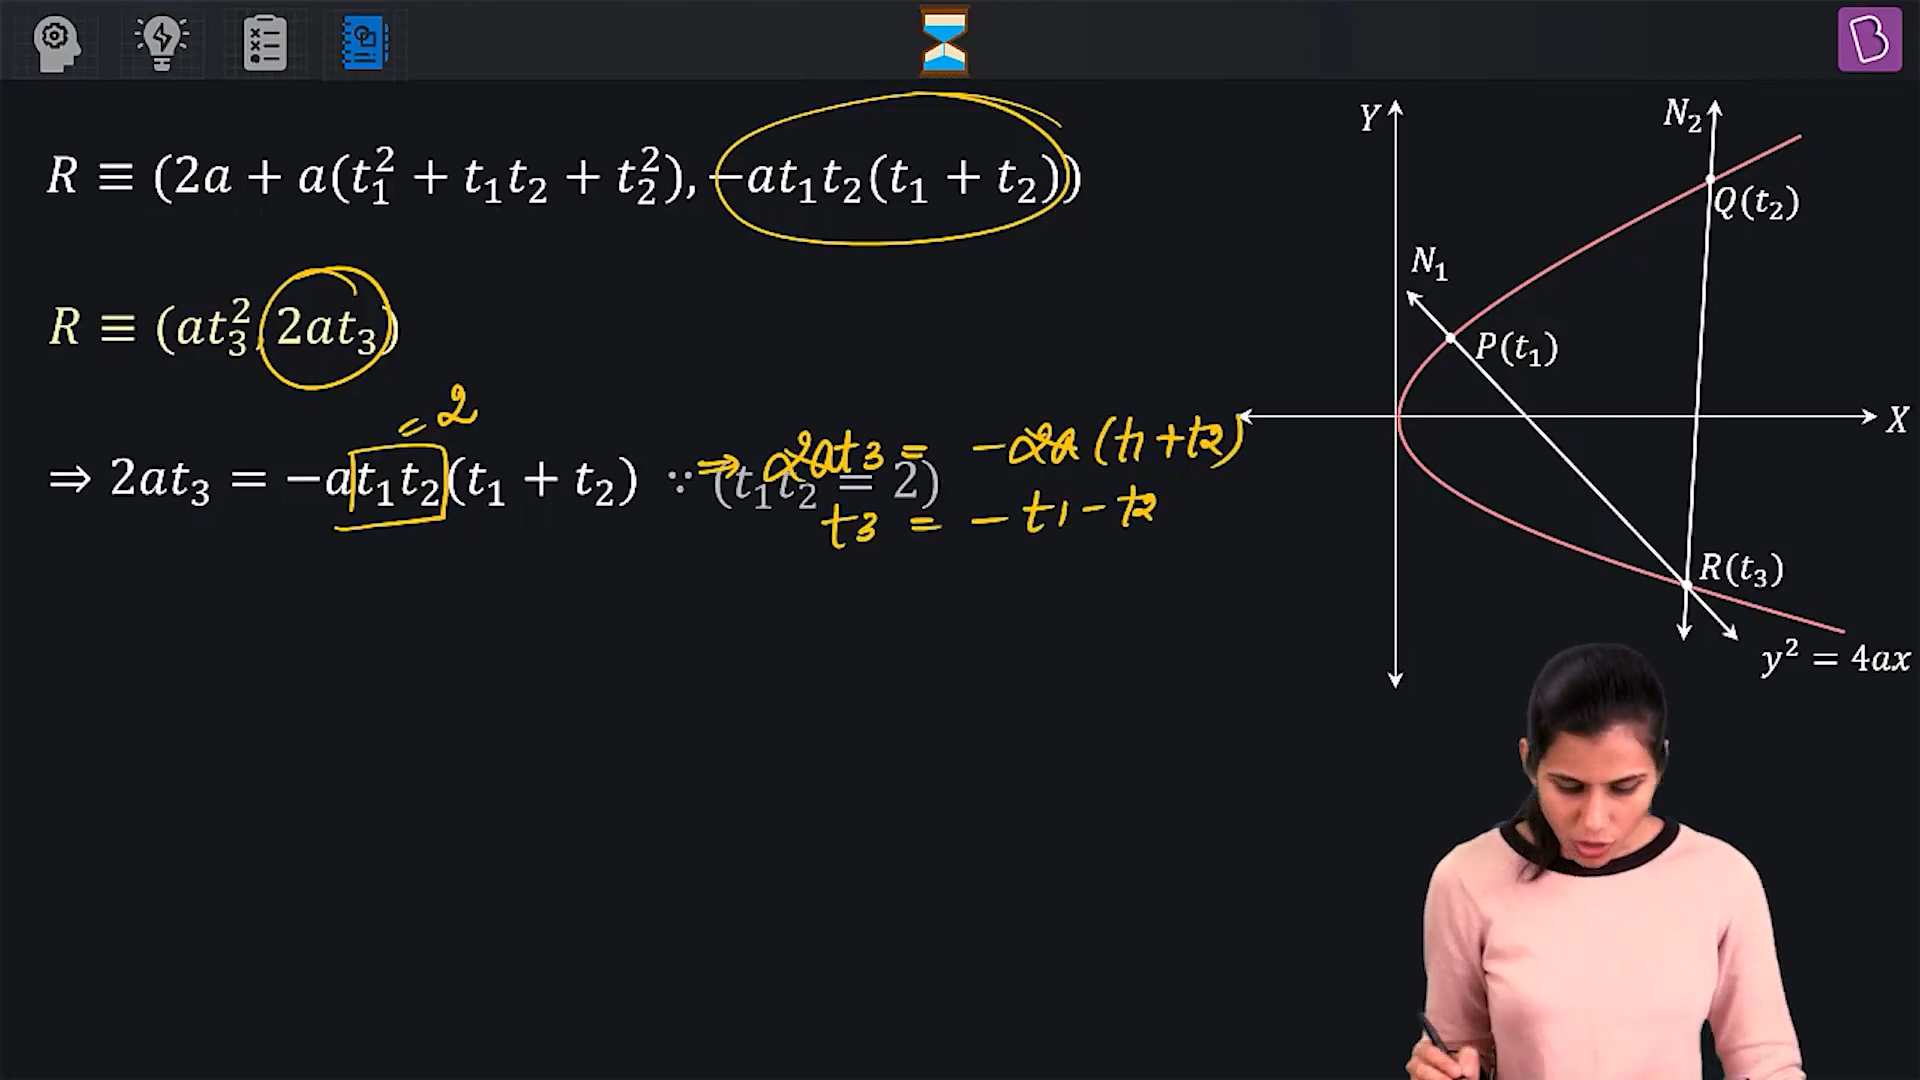 R ≡ (2a + a(t₁² + t₁t₂ + t₂²), −at₁t₂(t₁ + t₂))
R ≡ (at₃², 2at₃)
= 2
⇒ 2at₃ = −at₁t₂(t₁ + t₂) ∵ (t₁t₂ = 2)
⇒ 2at₃ = −2a (t₁+t₂)
t₃ = − t₁ − t₂
Y
N₂
Q(t₂)
N₁
P(t₁)
X
R(t₃)
y² = 4ax
B